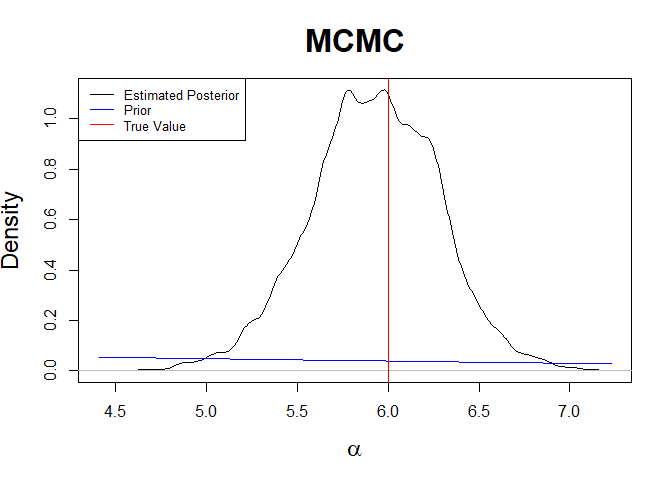 MCMC
Estimated Posterior
Prior
True Value
Density
0.0 0.2 0.4 0.6 0.8 1.0
4.5 5.0 5.5 6.0 6.5 7.0
α